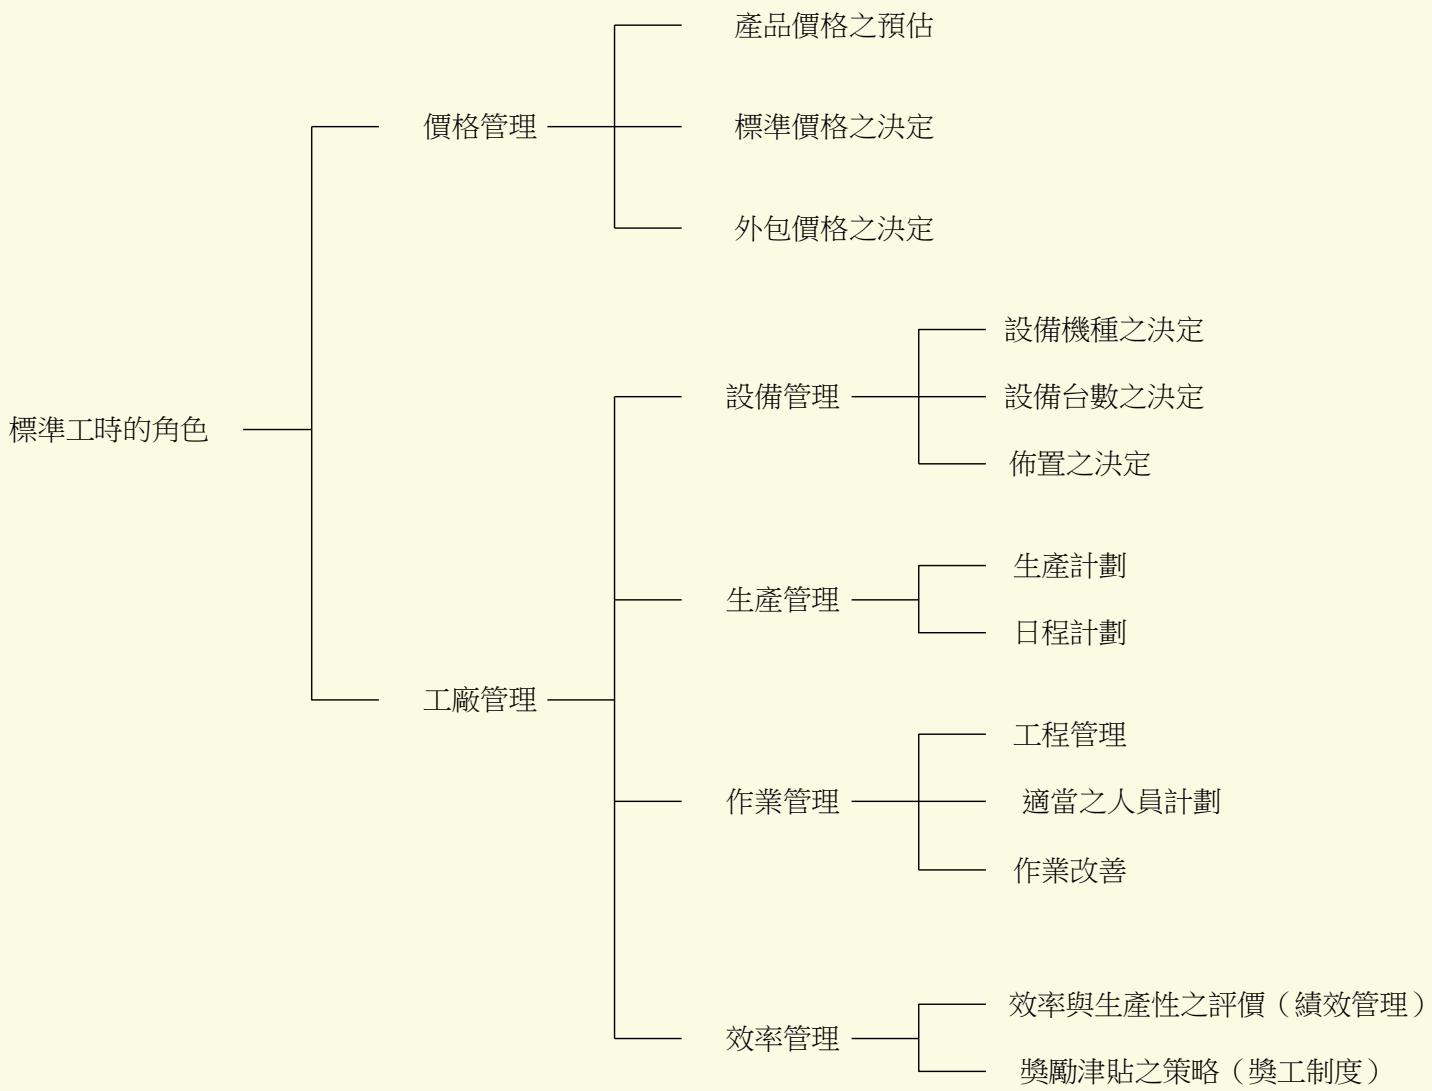 標準工時的角色
價格管理
產品價格之預估
標準價格之決定
外包價格之決定
工廠管理
設備管理
設備機種之決定
設備台數之決定
佈置之決定
生產管理
生產計劃
日程計劃
作業管理
工程管理
適當之人員計劃
作業改善
效率管理
效率與生產性之評價（績效管理）
獎勵津貼之策略（獎工制度）